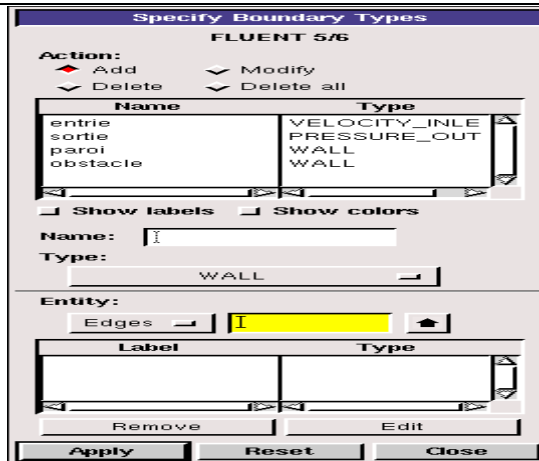 Specify Boundary Types
FLUENT 5/6
Action:
Add Modify
Delete Delete all
Name Type
entrie VELOCITY_INLE
sortie PRESSURE_OUT
paroi WALL
obstacle WALL
Show labels Show colors
Name:
Type:
WALL
Entity:
Edges
Label Type
Remove Edit
Apply Reset Close